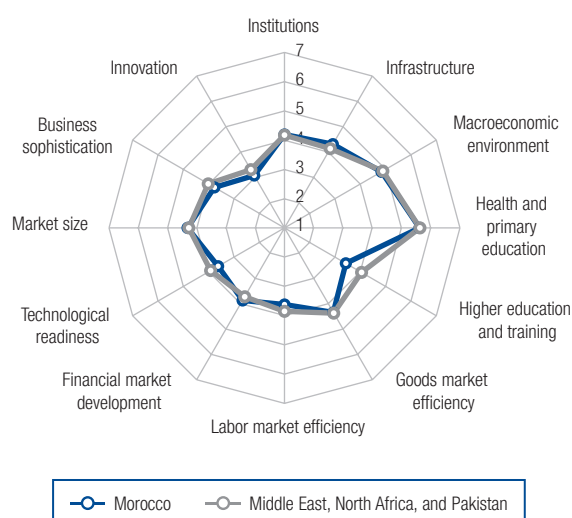 Institutions
7
6
5
4
3
2
1
Infrastructure
Macroeconomic
environment
Health and
primary
education
Higher education
and training
Goods market
efficiency
Labor market efficiency
Financial market
development
Technological
readiness
Market size
Business
sophistication
Innovation
Morocco
Middle East, North Africa, and Pakistan